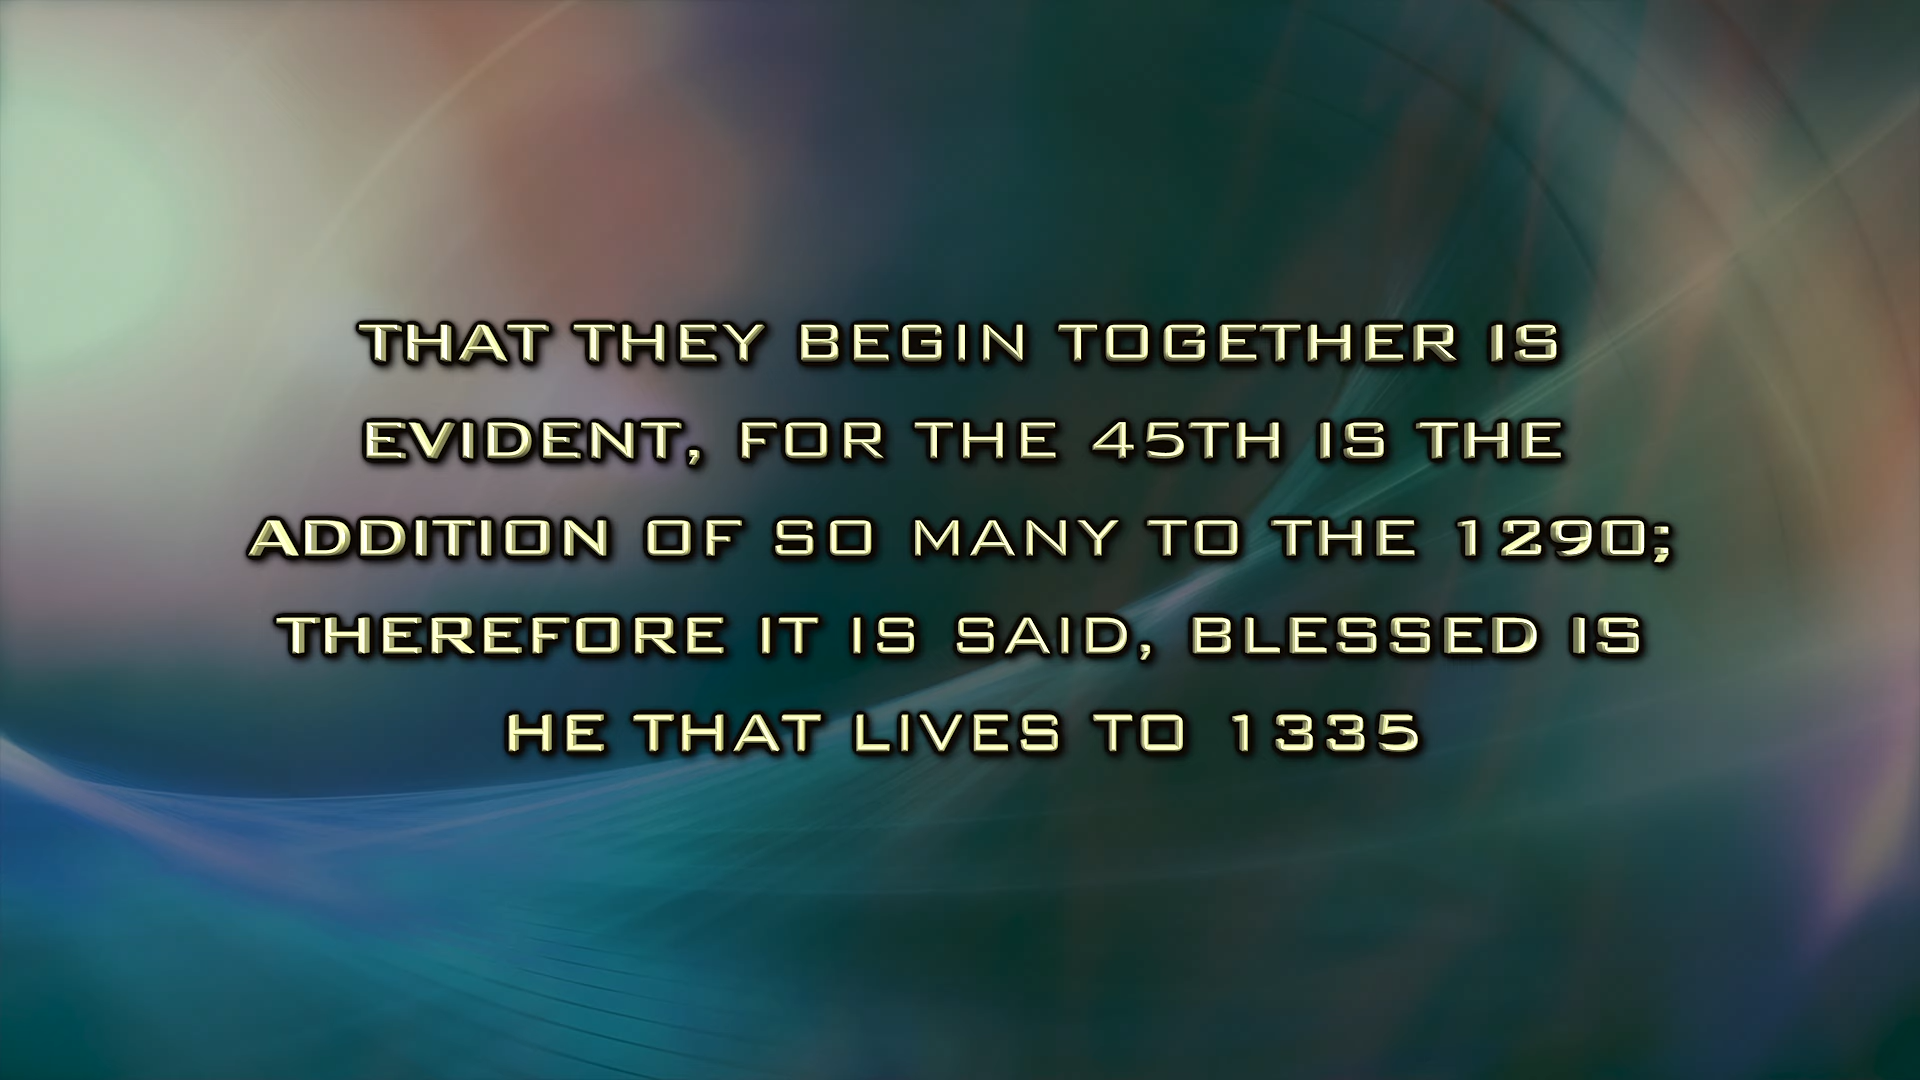 THAT THEY BEGIN TOGETHER IS
EVIDENT, FOR THE 45TH IS THE
ADDITION OF SO MANY TO THE 1290;
THEREFORE IT IS SAID, BLESSED IS
HE THAT LIVES TO 1335